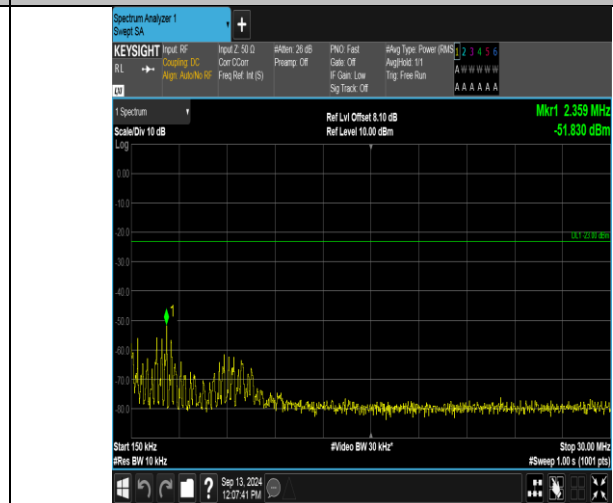 Spectrum Analyzer 1
Swept SA
+
KEYSIGHT Input: RF Input Z: 50 Ω #Atten: 26 dB PNO: Fast #Avg Type: Power (RMS 1 2 3 4 5 6
RL Coupling: DC Corr CCorr Preamp: Off Gate: Off Avg|Hold: 1/1 A W W W W W
Align: Auto/No RF Freq Ref: Int (S) IF Gain: Low Trig: Free Run
Sig Track: Off A A A A A A
1 Spectrum
Ref Lvl Offset 8.10 dB
Mkr1 2.359 MHz
Scale/Div 10 dB
Ref Level 10.00 dBm
-51.830 dBm
Log
0.00
-10.0
-20.0
-30.0
-40.0
1
-50.0
-60.0
-70.0
-80.0
Start 150 kHz
#Video BW 30 kHz*
Stop 30.00 MHz
#Res BW 10 kHz
#Sweep 1.00 s (1001 pts)
?
Sep 13, 2024
12:07:41 PM